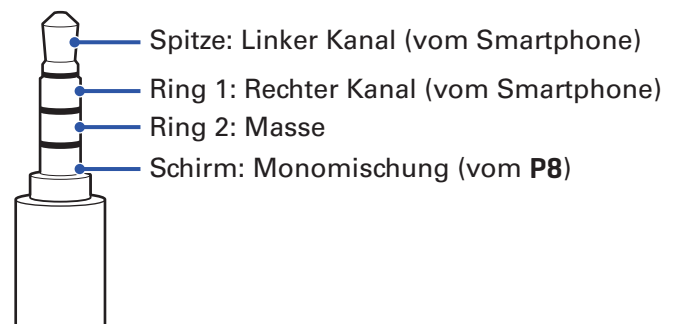 Spitze: Linker Kanal (vom Smartphone)
Ring 1: Rechter Kanal (vom Smartphone)
Ring 2: Masse
Schirm: Monomischung (vom P8)